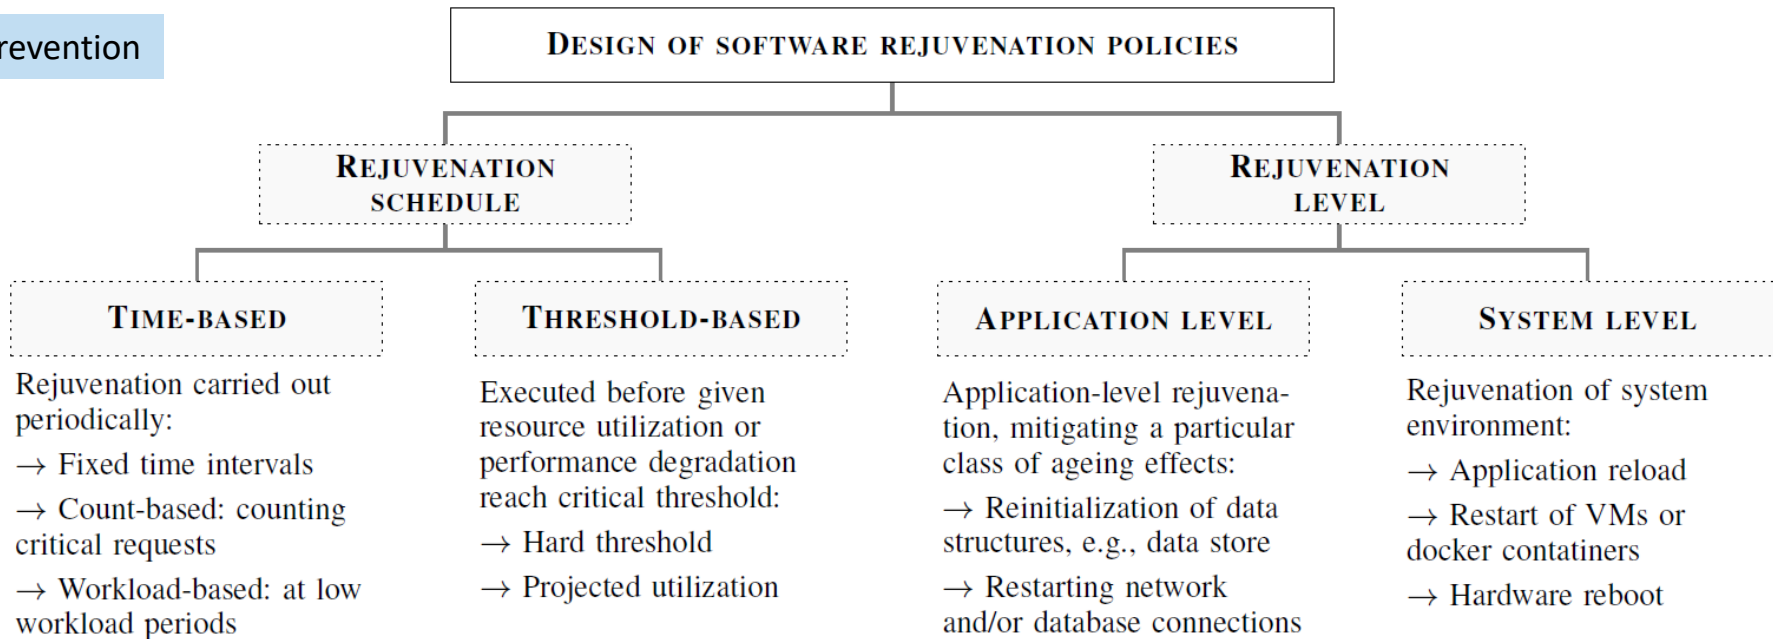 revention
DESIGN OF SOFTWARE REJUVENATION POLICIES
REJUVENATION
SCHEDULE
REJUVENATION
LEVEL
TIME-BASED
Rejuvenation carried out
periodically:
→ Fixed time intervals
→ Count-based: counting
critical requests
→ Workload-based: at low
workload periods
THRESHOLD-BASED
Executed before given
resource utilization or
performance degradation
reach critical threshold:
→ Hard threshold
→ Projected utilization
APPLICATION LEVEL
Application-level rejuvena-
tion, mitigating a particular
class of ageing effects:
→ Reinitialization of data
structures, e.g., data store
→ Restarting network
and/or database connections
SYSTEM LEVEL
Rejuvenation of system
environment:
→ Application reload
→ Restart of VMs or
docker contatiners
→ Hardware reboot